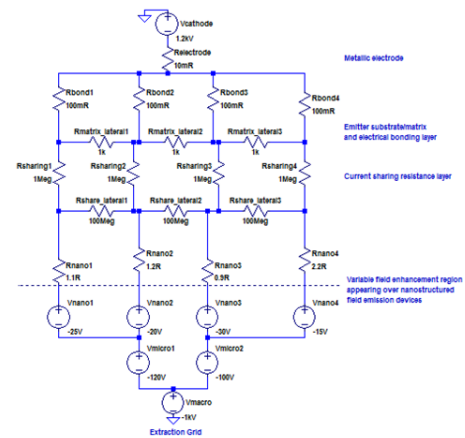 Vcathode
1.2kV
Relectrode
10mR
Metallic electrode
Rbond1
100mR
Rbond2
100mR
Rbond3
100mR
Rbond4
100mR
Rmatrix_lateral1
1k
Rmatrix_lateral2
1k
Rmatrix_lateral3
1k
Emitter substrate/matrix
and electrical bonding layer
Rsharing1
1Meg
Rsharing2
1Meg
Rsharing3
1Meg
Rsharing4
1Meg
Current sharing resistance layer
Rshare_lateral1
100Meg
Rshare_lateral2
100Meg
Rshare_lateral3
100Meg
Rnano1
1.1R
Rnano2
1.2R
Rnano3
0.9R
Rnano4
2.2R
Variable field enhancement region
appearing over nanostructured
field emission devices
Vnano1
-25V
Vnano2
-20V
Vnano3
-30V
Vnano4
-15V
Vmicro1
-120V
Vmicro2
-100V
Vmacro
-1kV
Extraction Grid